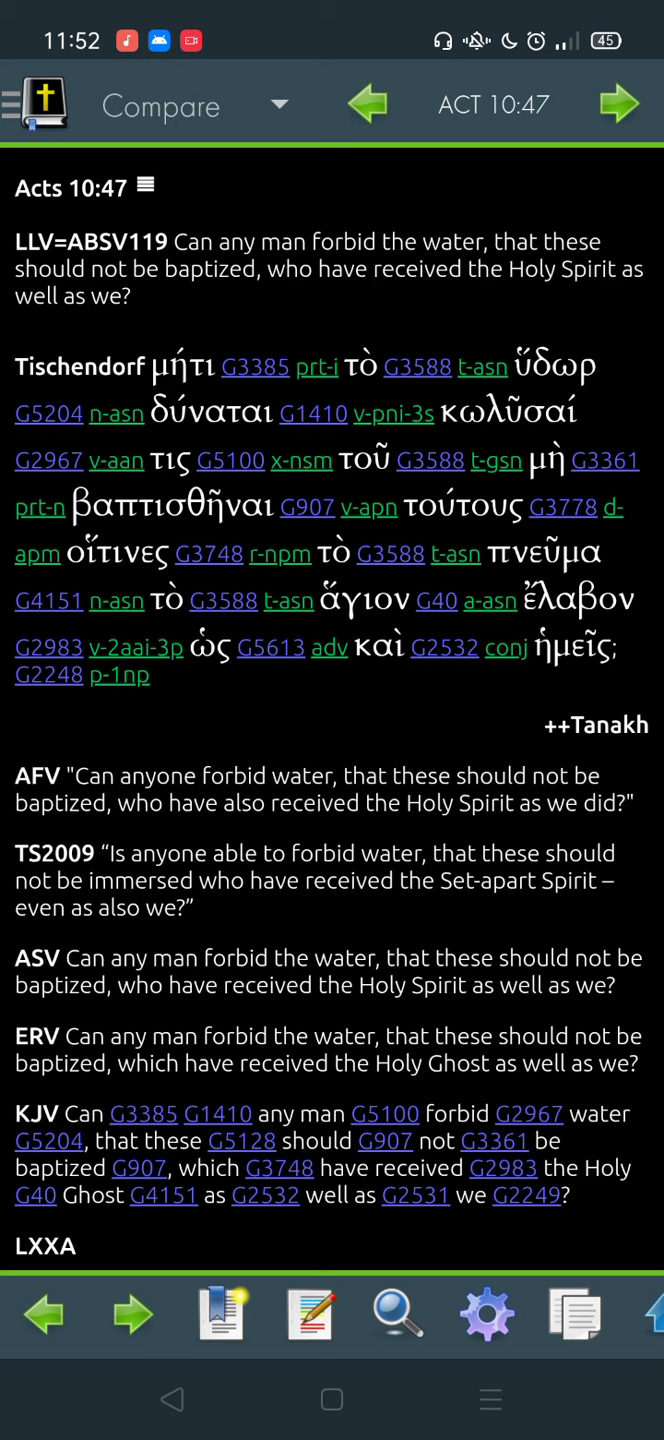 11:52 45
Compare ACT 10:47
Acts 10:47
LLV=ABSV119 Can any man forbid the water, that these
should not be baptized, who have received the Holy Spirit as
well as we?
Tischendorf μήτι G3385 prt-i τὸ G3588 t-asn ὕδωρ
G5204 n-asn δύναται G1410 v-pni-3s κωλῦσαί
G2967 v-aan τις G5100 x-nsm τοῦ G3588 t-gsn μὴ G3361
prt-n βαπτισθῆναι G907 v-apn τούτους G3778 d-
apm οἵτινες G3748 r-npm τὸ G3588 t-asn πνεῦμα
G4151 n-asn τὸ G3588 t-asn ἅγιον G40 a-asn ἔλαβον
G2983 v-2aai-3p ὡς G5613 adv καὶ G2532 conj ἡμεῖς;
G2248 p-1np
++Tanakh
AFV "Can anyone forbid water, that these should not be
baptized, who have also received the Holy Spirit as we did?"
TS2009 “Is anyone able to forbid water, that these should
not be immersed who have received the Set-apart Spirit –
even as also we?”
ASV Can any man forbid the water, that these should not be
baptized, who have received the Holy Spirit as well as we?
ERV Can any man forbid the water, that these should not be
baptized, which have received the Holy Ghost as well as we?
KJV Can G3385 G1410 any man G5100 forbid G2967 water
G5204, that these G5128 should G907 not G3361 be
baptized G907, which G3748 have received G2983 the Holy
G40 Ghost G4151 as G2532 well as G2531 we G2249?
LXXA